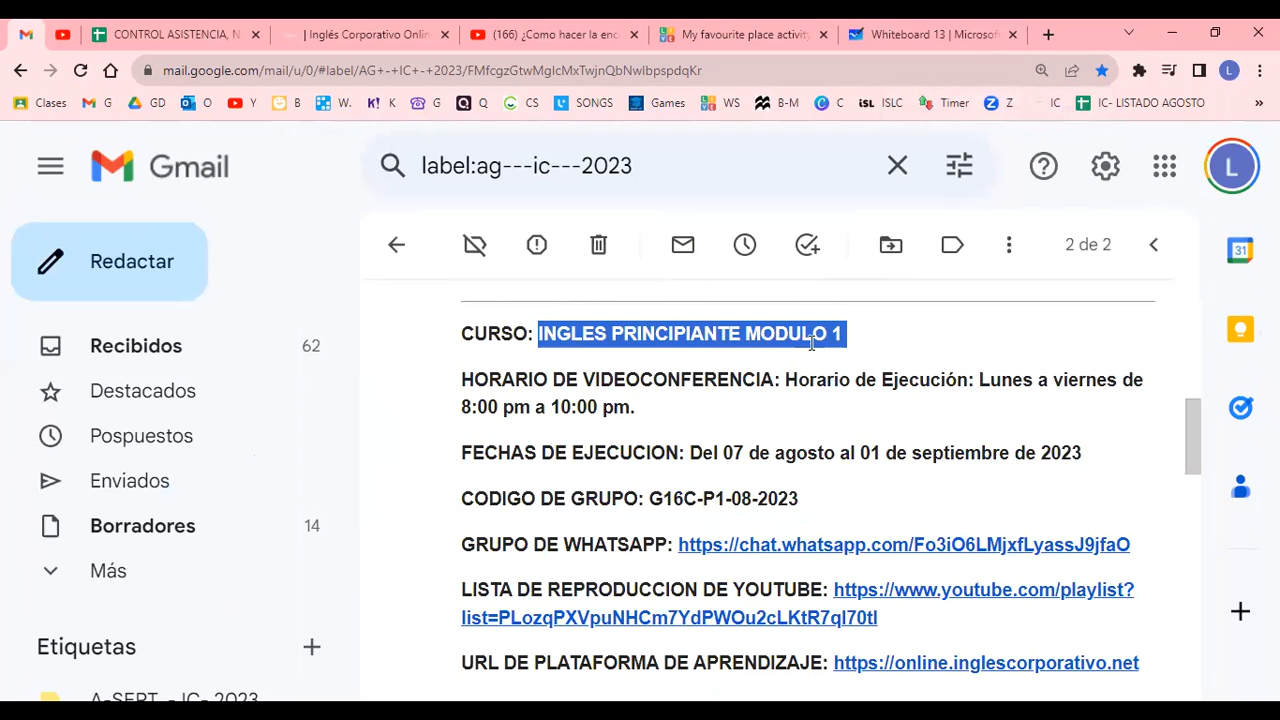 CONTROL ASISTENCIA, N
| Inglés Corporativo Onlin
(166) ¿Como hacer la enc
My favourite place activity
Whiteboard 13 | Microsof
mail.google.com/mail/u/0/#label/AG+-+IC+-+2023/FMfcgzGtwMglcMxTwjnQbNwlbpspdqKr
Clases
G
GD
O
Y
B
W.
K! K
G
Q
CS
SONGS
Games
WS
B-M
C
ISLC
Timer
Z
IC
IC- LISTADO AGOSTO
»
Gmail
label:ag---ic---2023
L
Redactar
2 de 2
Recibidos 62
Destacados
Pospuestos
Enviados
Borradores 14
Más
Etiquetas
A-SEPT. - IC- 2023
CURSO: INGLES PRINCIPIANTE MODULO 1
HORARIO DE VIDEOCONFERENCIA: Horario de Ejecución: Lunes a viernes de
8:00 pm a 10:00 pm.
FECHAS DE EJECUCION: Del 07 de agosto al 01 de septiembre de 2023
CODIGO DE GRUPO: G16C-P1-08-2023
GRUPO DE WHATSAPP: https://chat.whatsapp.com/Fo3iO6LMjxfLyassJ9jfaO
LISTA DE REPRODUCCION DE YOUTUBE: https://www.youtube.com/playlist?
list=PLozqPXVpuNHCm7YdPWOu2cLKtR7ql70tl
URL DE PLATAFORMA DE APRENDIZAJE: https://online.inglescorporativo.net